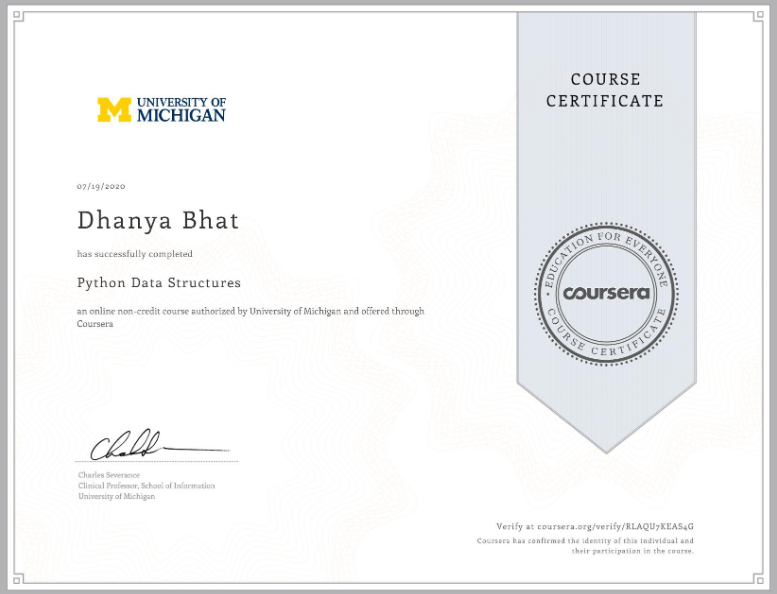 COURSE
CERTIFICATE
UNIVERSITY OF
MICHIGAN
07/19/2020
Dhanya Bhat
has successfully completed
Python Data Structures
an online non-credit course authorized by University of Michigan and offered through
Coursera
EDUCATION FOR EVERYONE
coursera
COURSE CERTIFICATE
Charles Severance
Clinical Professor, School of Information
University of Michigan
Verify at coursera.org/verify/RLAQU7KEAS4G
Coursera has confirmed the identity of this individual and
their participation in the course.